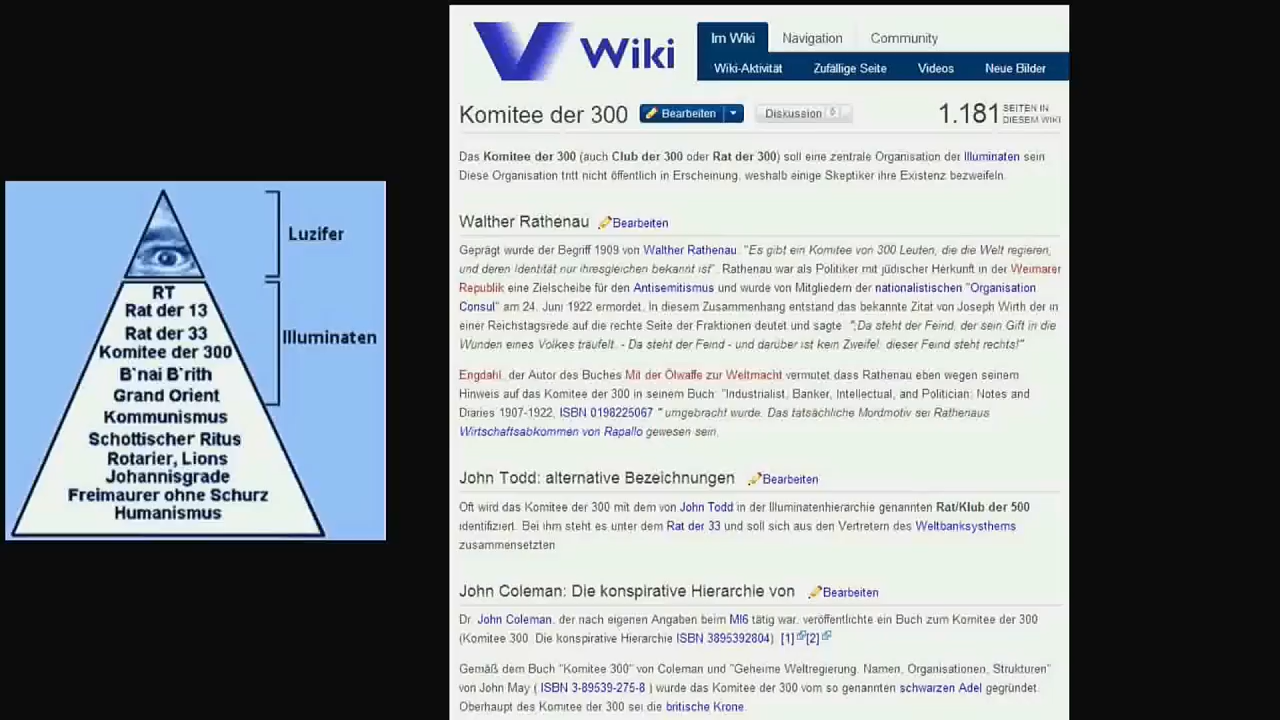 Luzifer
RT
Rat der 13
Rat der 33
Komitee der 300
Illuminaten
B`nai B`rith
Grand Orient
Kommunismus
Schottischer Ritus
Rotarier, Lions
Johannisgrade
Freimaurer ohne Schurz
Humanismus
V Wiki
Im Wiki Navigation Community
Wiki-Aktivität Zufällige Seite Videos Neue Bilder
Komitee der 300 Bearbeiten Diskussion 1.181 SEITEN IN
DIESEM WIKI
Das Komitee der 300 (auch Club der 300 oder Rat der 300) soll eine zentrale Organisation der Illuminaten sein
Diese Organisation tritt nicht öffentlich in Erscheinung, weshalb einige Skeptiker ihre Existenz bezweifeln.
Walther Rathenau Bearbeiten
Geprägt wurde der Begriff 1909 von Walther Rathenau. "Es gibt ein Komitee von 300 Leuten, die die Welt regieren,
und deren Identität nur ihresgleichen bekannt ist". Rathenau war als Politiker mit jüdischer Herkunft in der Weimarer
Republik eine Zielscheibe für den Antisemitismus und wurde von Mitgliedern der nationalistischen "Organisation
Consul" am 24. Juni 1922 ermordet. In diesem Zusammenhang entstand das bekannte Zitat von Joseph Wirth der in
einer Reichstagsrede auf die rechte Seite der Fraktionen deutet und sagte ";Da steht der Feind, der sein Gift in die
Wunden eines Volkes träufelt. - Da steht der Feind - und darüber ist kein Zweifel: dieser Feind steht rechts!"
Engdahl, der Autor des Buches Mit der Ölwaffe zur Weltmacht vermutet dass Rathenau eben wegen seinem
Hinweis auf das Komitee der 300 in seinem Buch: "Industrialist, Banker, Intellectual, and Politician: Notes and
Diaries 1907-1922, ISBN 0198225067 " umgebracht wurde. Das tatsächliche Mordmotiv sei Rathenaus
Wirtschaftsabkommen von Rapallo gewesen sein.
John Todd: alternative Bezeichnungen Bearbeiten
Oft wird das Komitee der 300 mit dem von John Todd in der Illuminatenhierarchie genannten Rat/Klub der 500
identifiziert. Bei ihm steht es unter dem Rat der 33 und soll sich aus den Vertretern des Weltbanksysthems
zusammensetzten
John Coleman: Die konspirative Hierarchie von Bearbeiten
Dr. John Coleman, der nach eigenen Angaben beim MI6 tätig war, veröffentlichte ein Buch zum Komitee der 300
(Komitee 300. Die konspirative Hierarchie ISBN 3895392804). [1][2]
Gemäß dem Buch "Komitee 300" von Coleman und "Geheime Weltregierung. Namen, Organisationen, Strukturen"
von John May ( ISBN 3-89539-275-8 ) wurde das Komitee der 300 vom so genannten schwarzen Adel gegründet.
Oberhaupt des Komitee der 300 sei die britische Krone.